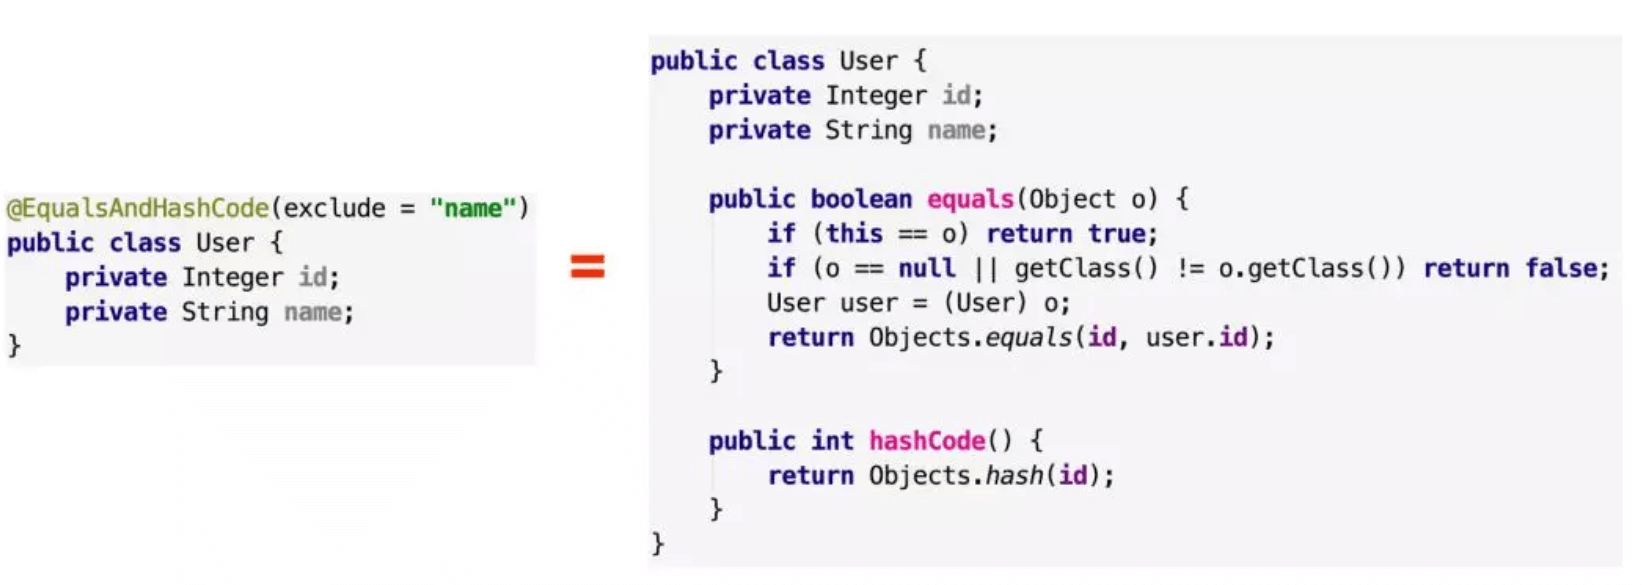 @EqualsAndHashCode(exclude = "name")
public class User {
    private Integer id;
    private String name;
}
=
public class User {
    private Integer id;
    private String name;

    public boolean equals(Object o) {
        if (this == o) return true;
        if (o == null || getClass() != o.getClass()) return false;
        User user = (User) o;
        return Objects.equals(id, user.id);
    }

    public int hashCode() {
        return Objects.hash(id);
    }
}